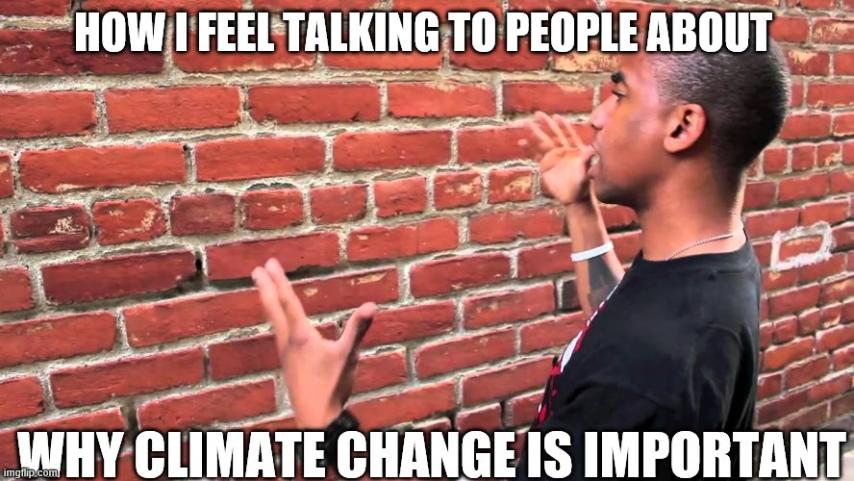 HOW I FEEL TALKING TO PEOPLE ABOUT
WHY CLIMATE CHANGE IS IMPORTANT
imgflip.com